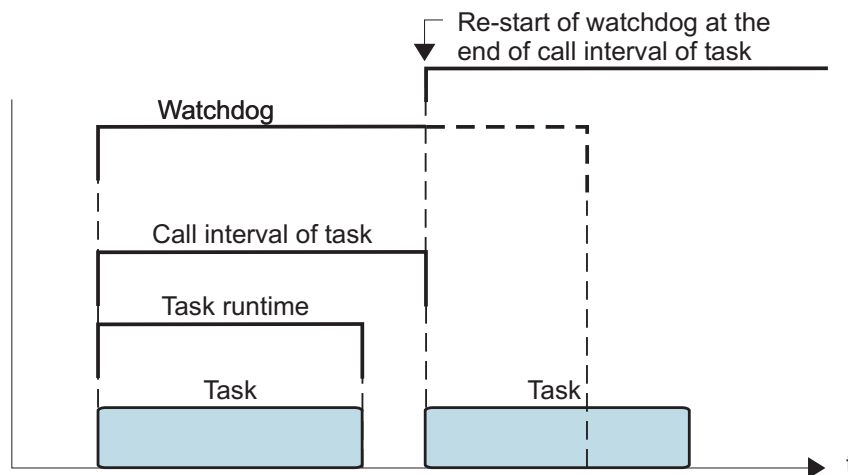 Re-start of watchdog at the
end of call interval of task
Watchdog
Call interval of task
Task runtime
Task
Task
t